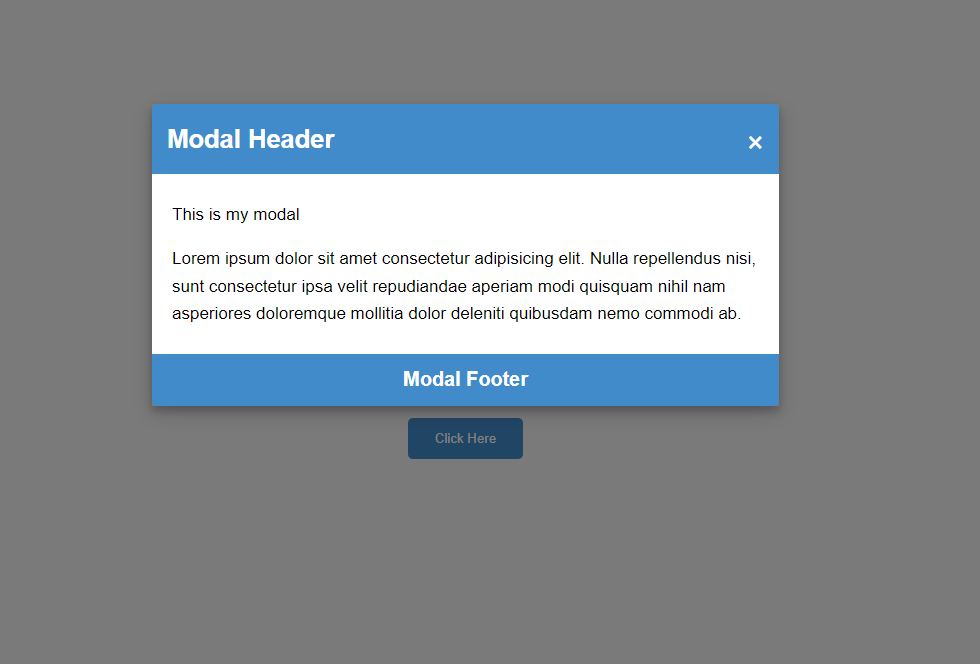 Modal Header
×
This is my modal
Lorem ipsum dolor sit amet consectetur adipisicing elit. Nulla repellendus nisi,
sunt consectetur ipsa velit repudiandae aperiam modi quisquam nihil nam
asperiores doloremque mollitia dolor deleniti quibusdam nemo commodi ab.
Modal Footer
Click Here